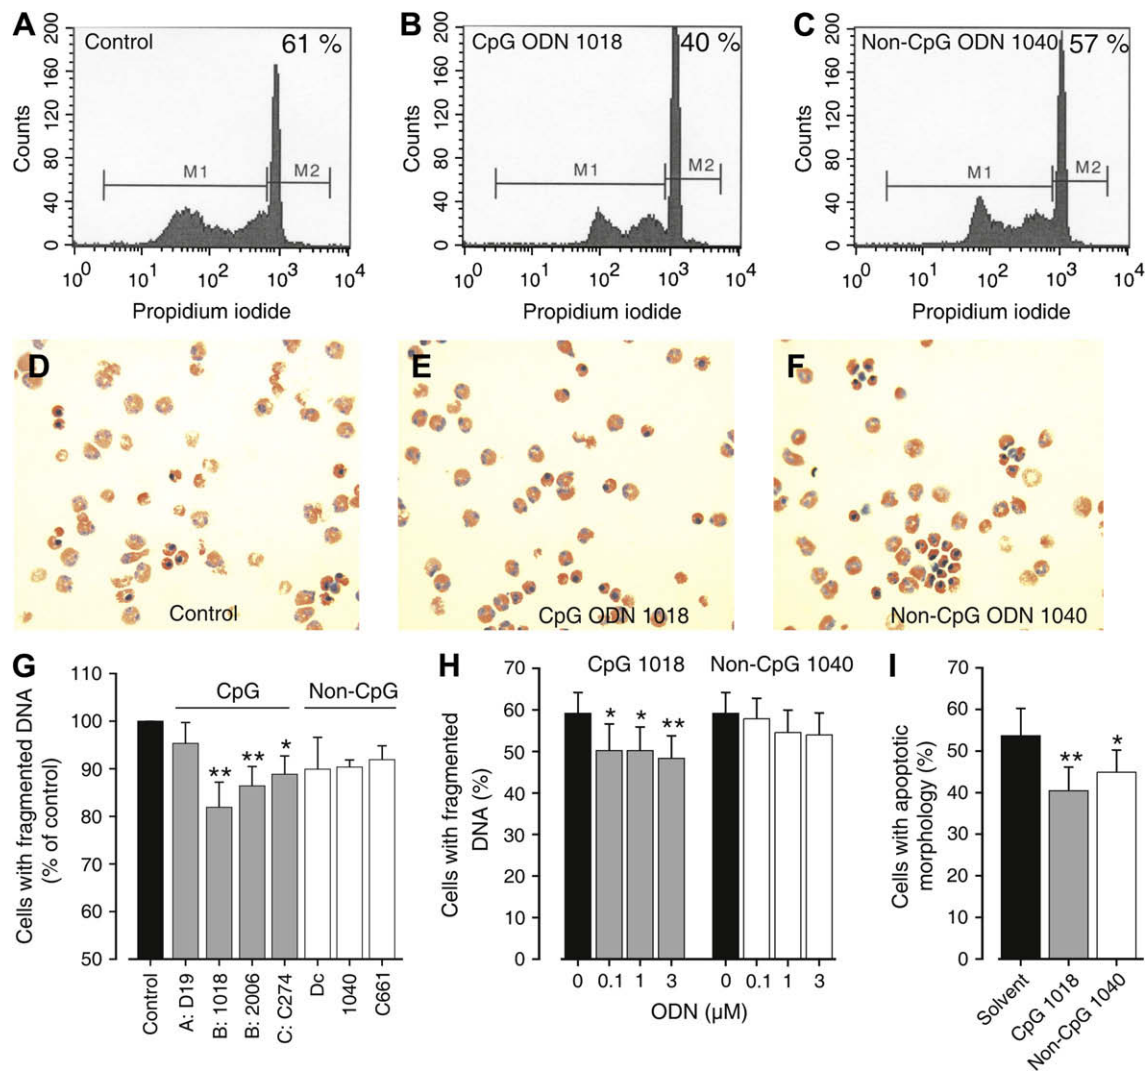 A
Control
61 %
Counts
200
160
120
80
40
0
M1
M2
10^0 10^1 10^2 10^3 10^4
Propidium iodide
B
CpG ODN 1018
40 %
Counts
200
160
120
80
40
0
M1
M2
10^0 10^1 10^2 10^3 10^4
Propidium iodide
C
Non-CpG ODN 1040
57 %
Counts
200
160
120
80
40
0
M1
M2
10^0 10^1 10^2 10^3 10^4
Propidium iodide
D
Control
E
CpG ODN 1018
F
Non-CpG ODN 1040
G
Cells with fragmented DNA
(% of control)
110
100
90
80
70
60
50
CpG
Non-CpG
**
**
*
Control
A: D19
B: 1018
B: 2006
C: C274
Dc
1040
C661
H
Cells with fragmented
DNA (%)
70
60
50
40
30
20
10
0
CpG 1018
Non-CpG 1040
*
*
**
0 0.1 1 3 0 0.1 1 3
ODN (µM)
I
Cells with apoptotic
morphology (%)
70
60
50
40
30
20
10
0
**
*
Solvent
CpG 1018
Non-CpG 1040